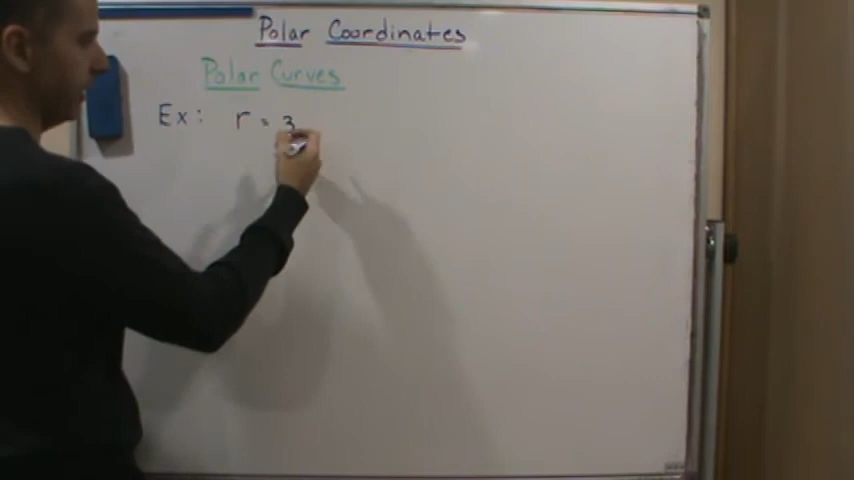 Polar Coordinates
Polar Curves
Ex: r = 3